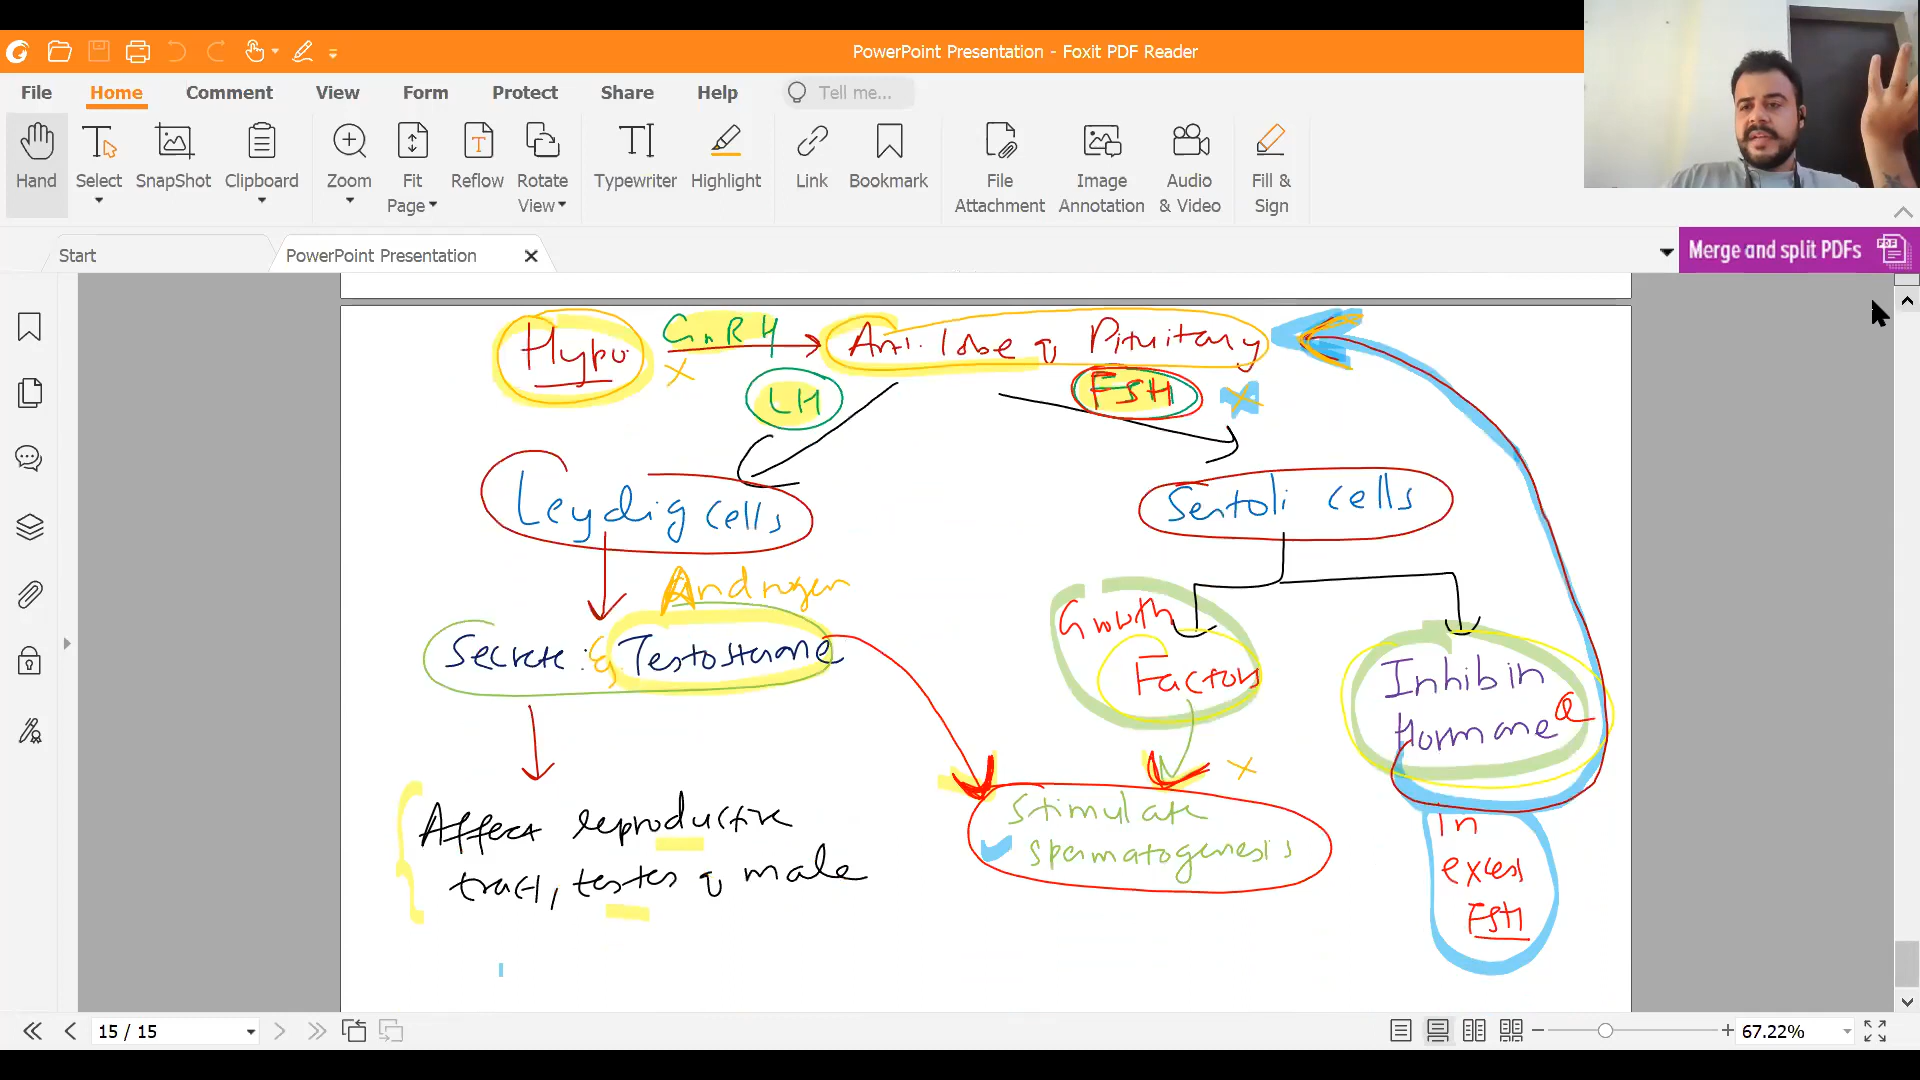 PowerPoint Presentation - Foxit PDF Reader
File Home Comment View Form Protect Share Help Tell me...
Hand Select SnapShot Clipboard Zoom Fit Page Reflow Rotate View Typewriter Highlight Link Bookmark File Attachment Image Annotation Audio & Video Fill & Sign
Start PowerPoint Presentation Merge and split PDFs
Hypo. GnRH Ant. lobe of Pituitary
LH FSH
Leydig cells Sertoli cells
Androgen
Secrete : Testosterone
Growth
Factors
Inhibin
Hormone
Affect reproductive
tract, testes of male
Stimulate
spermatogenesis
In
excess
FSH
15 / 15 67.22%